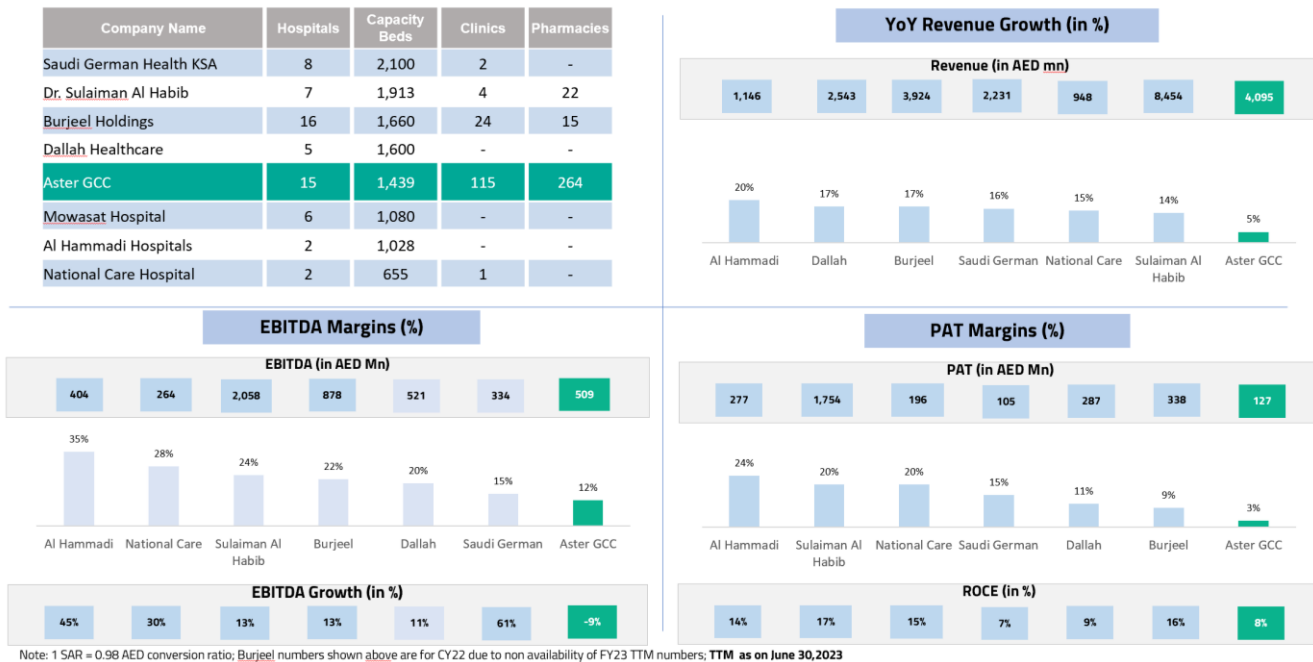 Company Name Hospitals Capacity Beds Clinics Pharmacies
Saudi German Health KSA 8 2,100 2 -
Dr. Sulaiman Al Habib 7 1,913 4 22
Burjeel Holdings 16 1,660 24 15
Dallah Healthcare 5 1,600 - -
Aster GCC 15 1,439 115 264
Mowasat Hospital 6 1,080 - -
Al Hammadi Hospitals 2 1,028 - -
National Care Hospital 2 655 1 -
YoY Revenue Growth (in %)
Revenue (in AED mn)
1,146 2,543 3,924 2,231 948 8,454 4,095
20% 17% 17% 16% 15% 14% 5%
Al Hammadi Dallah Burjeel Saudi German National Care Sulaiman Al Habib Aster GCC
EBITDA Margins (%)
EBITDA (in AED Mn)
404 264 2,058 878 521 334 509
35% 28% 24% 22% 20% 15% 12%
Al Hammadi National Care Sulaiman Al Habib Burjeel Dallah Saudi German Aster GCC
EBITDA Growth (in %)
45% 30% 13% 13% 11% 61% -9%
PAT Margins (%)
PAT (in AED Mn)
277 1,754 196 105 287 338 127
24% 20% 20% 15% 11% 9% 3%
Al Hammadi Sulaiman Al Habib National Care Saudi German Dallah Burjeel Aster GCC
ROCE (in %)
14% 17% 15% 7% 9% 16% 8%
Note: 1 SAR = 0.98 AED conversion ratio; Burjeel numbers shown above are for CY22 due to non availability of FY23 TTM numbers; TTM as on June 30,2023